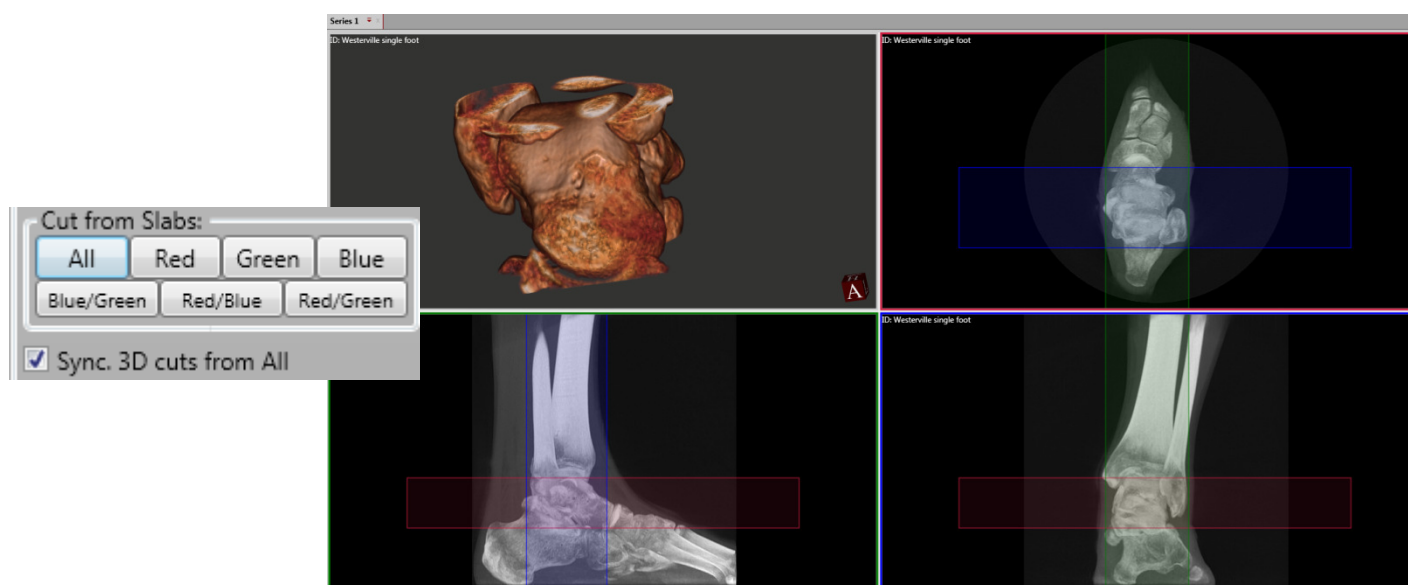 Series 1
ID: Westerville single foot
ID: Westerville single foot
A
Cut from Slabs:
All Red Green Blue
Blue/Green Red/Blue Red/Green
Sync. 3D cuts from All
ID: Westerville single foot